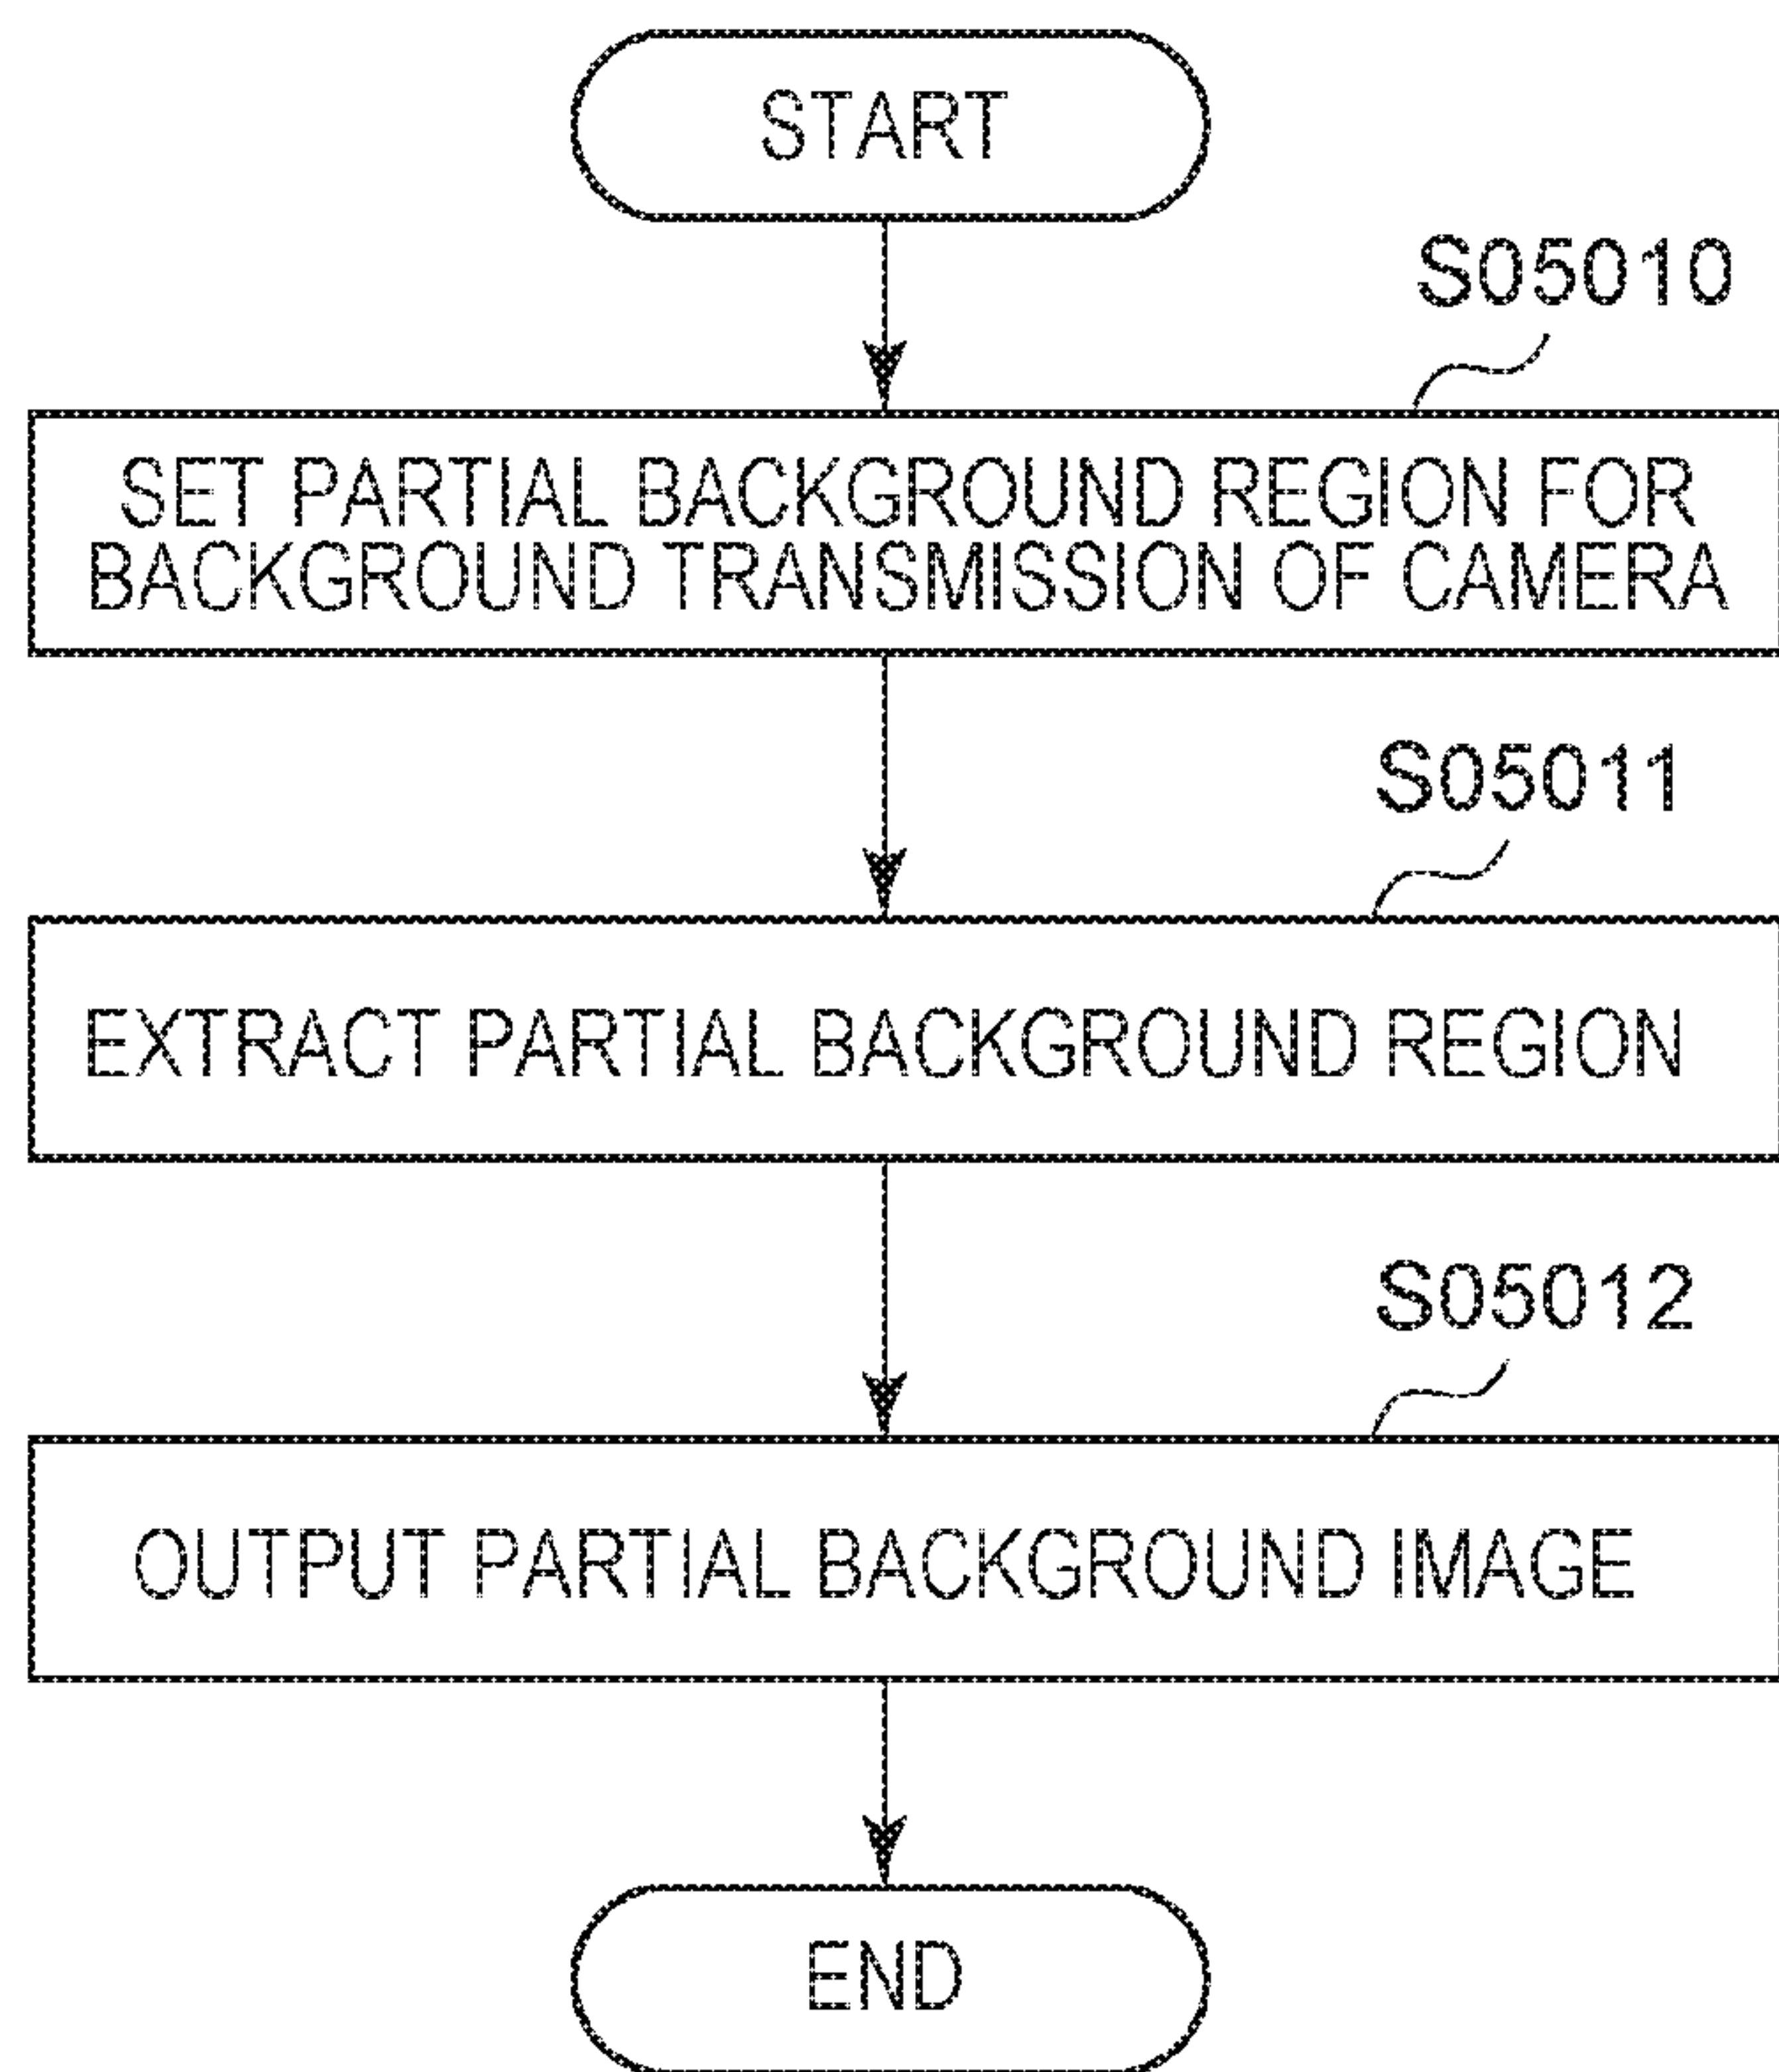 START
S05010
SET PARTIAL BACKGROUND REGION FOR
BACKGROUND TRANSMISSION OF CAMERA
S05011
EXTRACT PARTIAL BACKGROUND REGION
S05012
OUTPUT PARTIAL BACKGROUND IMAGE
END